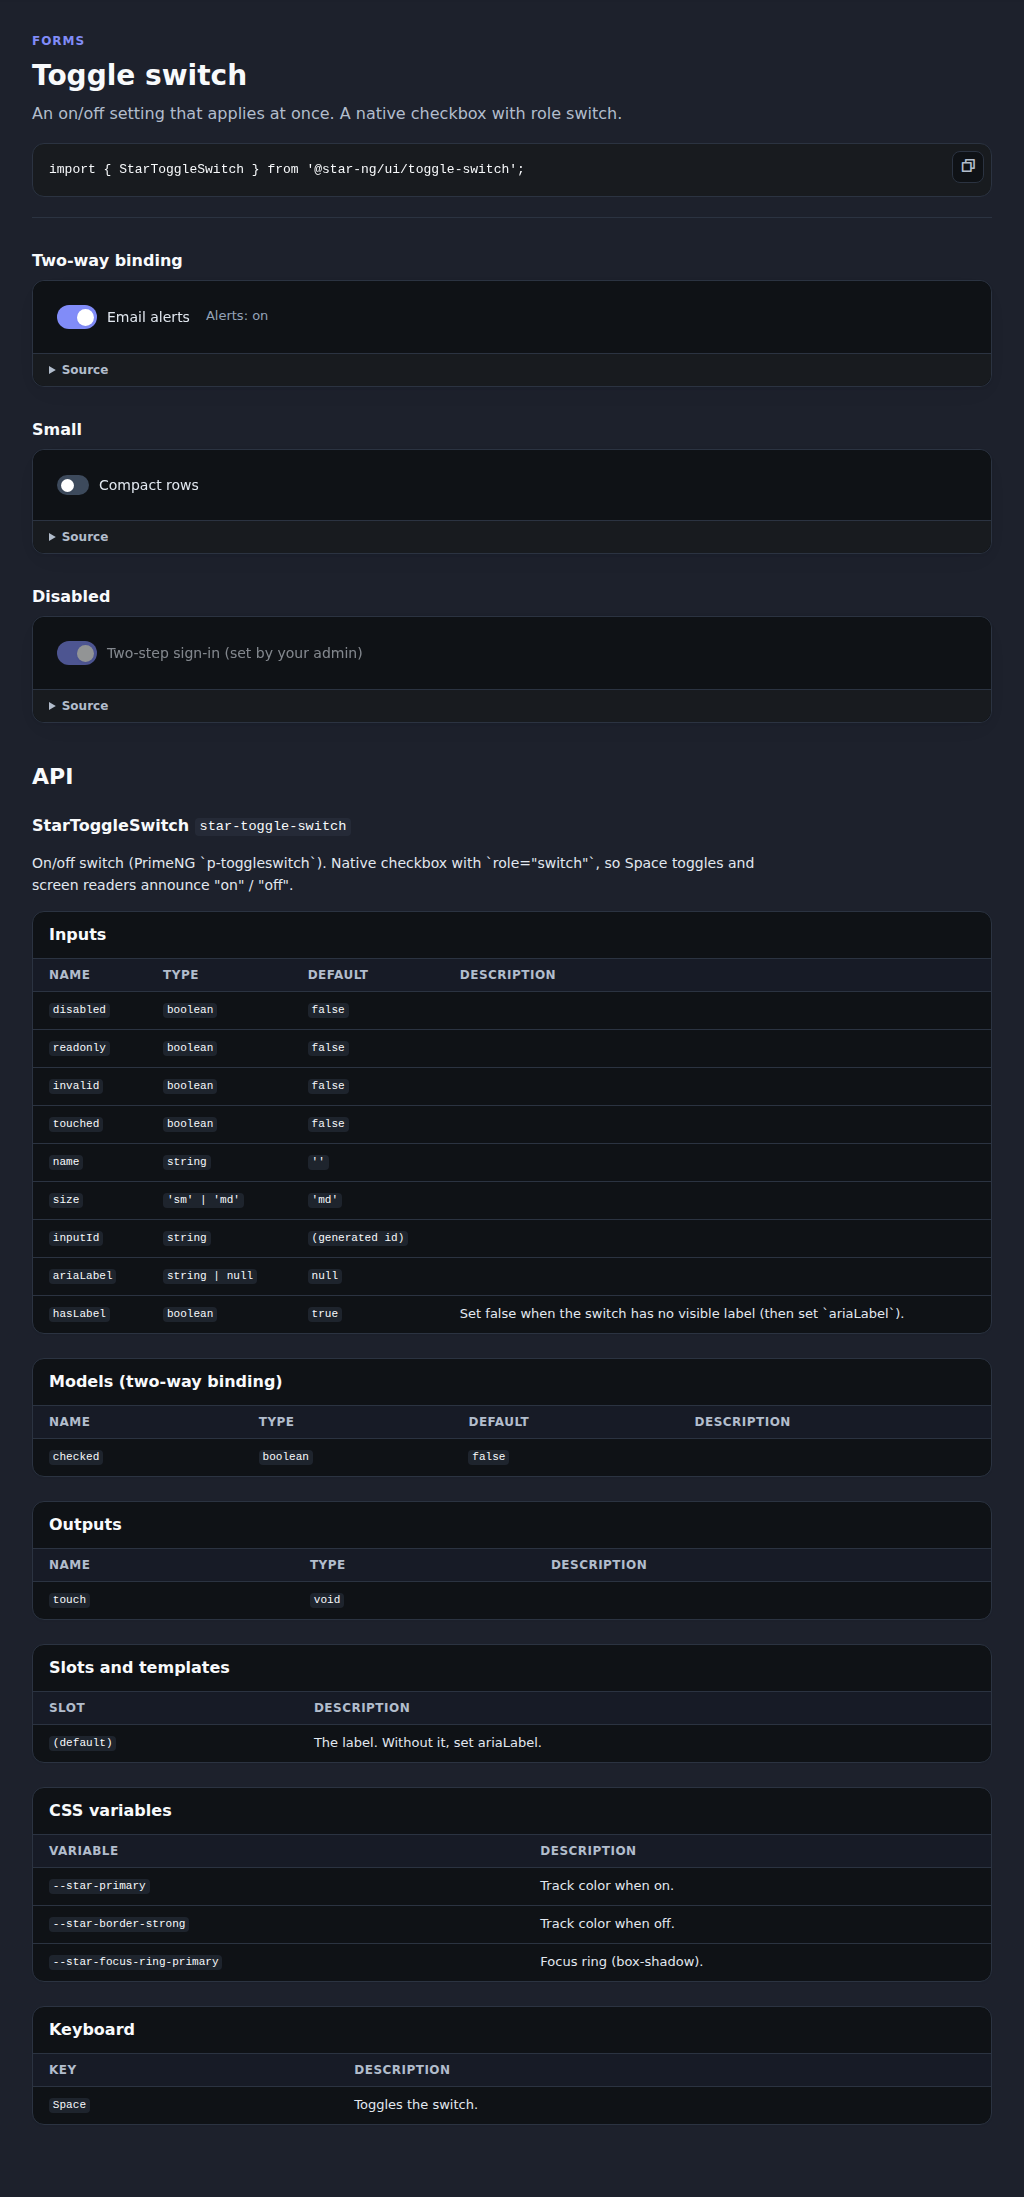 FORMS
Toggle switch
An on/off setting that applies at once. A native checkbox with role switch.
import { StarToggleSwitch } from '@star-ng/ui/toggle-switch';
Two-way binding
Email alerts Alerts: on
Source
Small
Compact rows
Source
Disabled
Two-step sign-in (set by your admin)
Source
API
StarToggleSwitch star-toggle-switch
On/off switch (PrimeNG `p-toggleswitch`). Native checkbox with `role="switch"`, so Space toggles and
screen readers announce "on" / "off".
Inputs
NAME TYPE DEFAULT DESCRIPTION
disabled boolean false
readonly boolean false
invalid boolean false
touched boolean false
name string ''
size 'sm' | 'md' 'md'
inputId string (generated id)
ariaLabel string | null null
hasLabel boolean true Set false when the switch has no visible label (then set `ariaLabel`).
Models (two-way binding)
NAME TYPE DEFAULT DESCRIPTION
checked boolean false
Outputs
NAME TYPE DESCRIPTION
touch void
Slots and templates
SLOT DESCRIPTION
(default) The label. Without it, set ariaLabel.
CSS variables
VARIABLE DESCRIPTION
--star-primary Track color when on.
--star-border-strong Track color when off.
--star-focus-ring-primary Focus ring (box-shadow).
Keyboard
KEY DESCRIPTION
Space Toggles the switch.